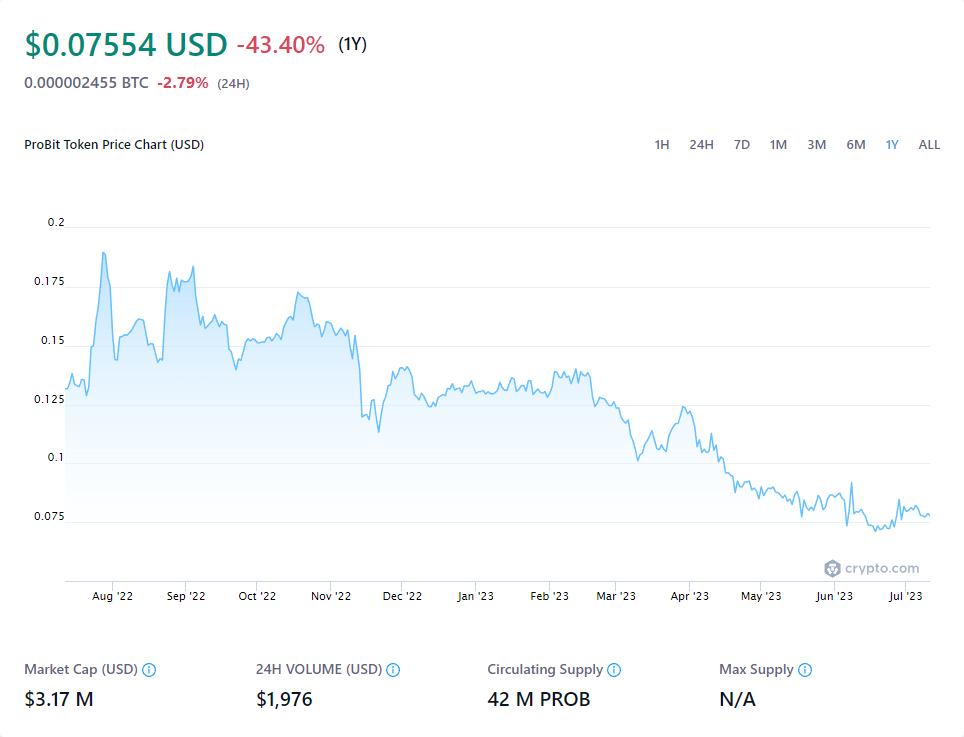 $0.07554 USD -43.40% (1Y)
0.000002455 BTC -2.79% (24H)
ProBit Token Price Chart (USD) 1H 24H 7D 1M 3M 6M 1Y ALL
0.2
0.175
0.15
0.125
0.1
0.075
crypto.com
Aug '22 Sep '22 Oct '22 Nov '22 Dec '22 Jan '23 Feb '23 Mar '23 Apr '23 May '23 Jun '23 Jul '23
Market Cap (USD) 24H VOLUME (USD) Circulating Supply Max Supply
$3.17 M $1,976 42 M PROB N/A